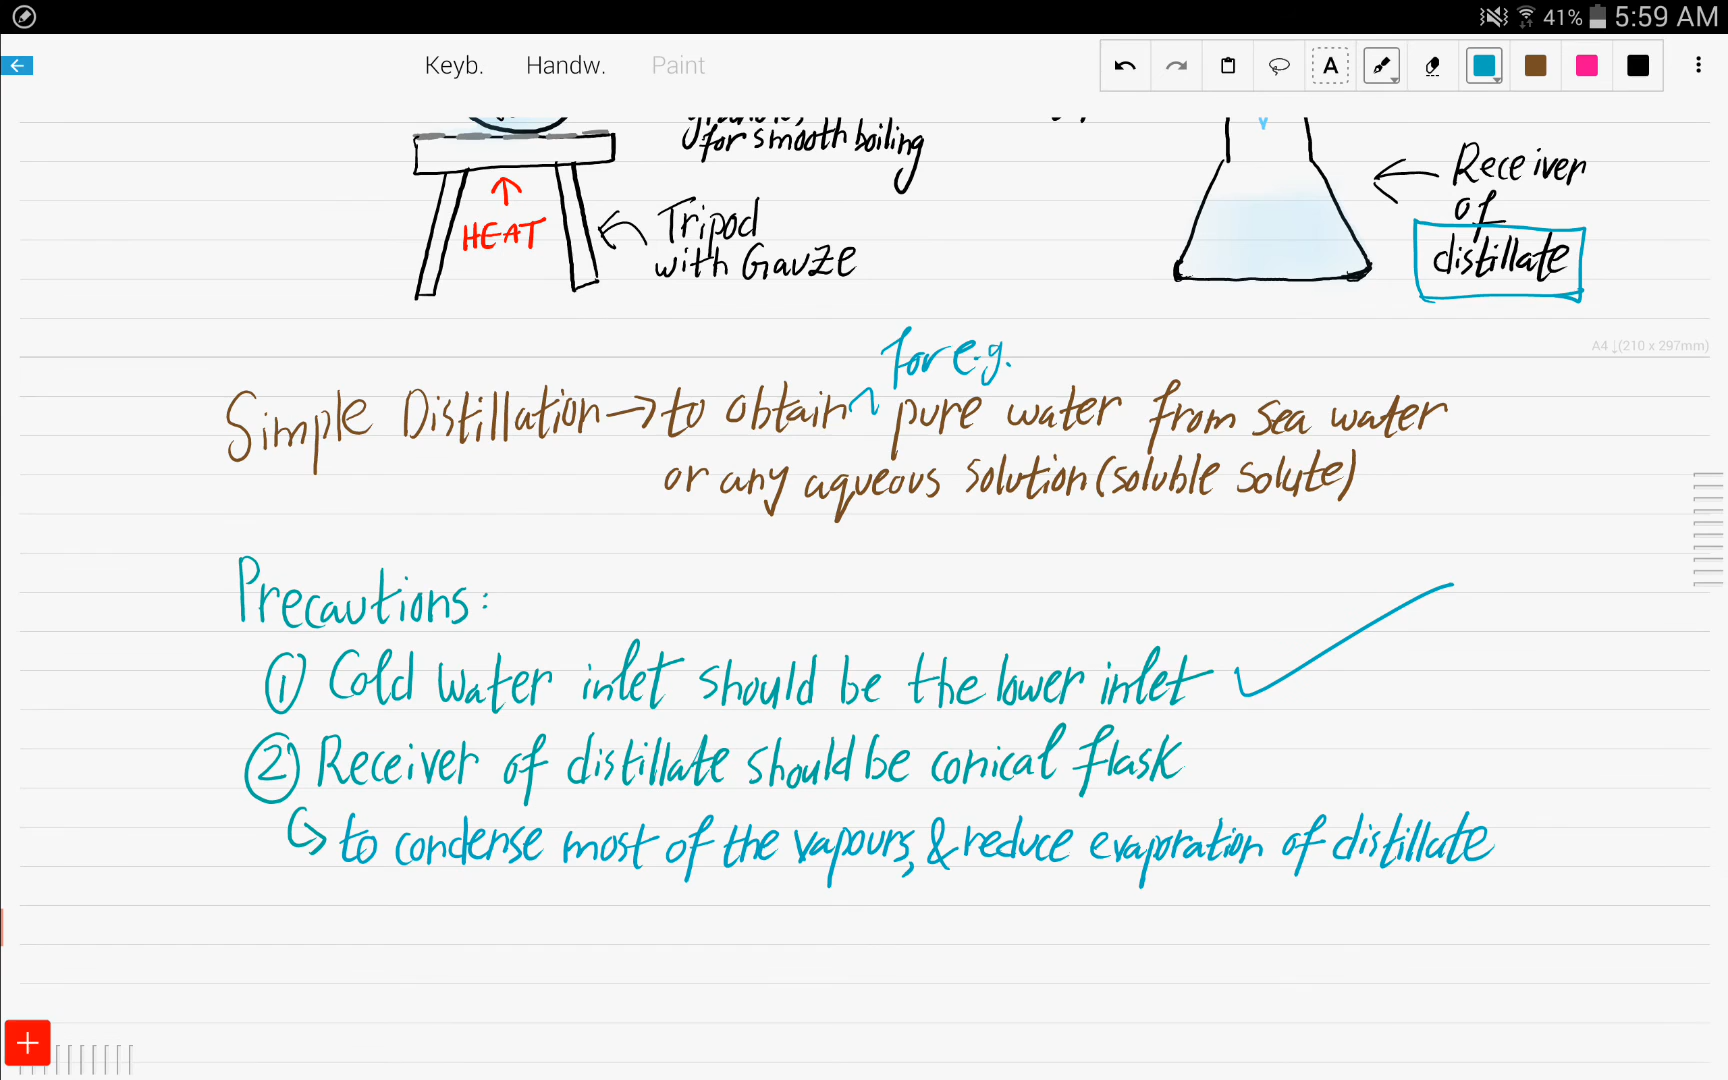 41% 5:59 AM
Keyb. Handw. Paint
A
for smooth boiling
HEAT
Tripod
with Gauze
Receiver
of
distillate
A4 ↓(210 x 297mm)
for e.g.
Simple Distillation → to obtain ^ pure water from sea water
or any aqueous solution (soluble solute)
Precautions:
① Cold water inlet should be the lower inlet ✓
② Receiver of distillate should be conical flask
↳ to condense most of the vapours, & reduce evaporation of distillate